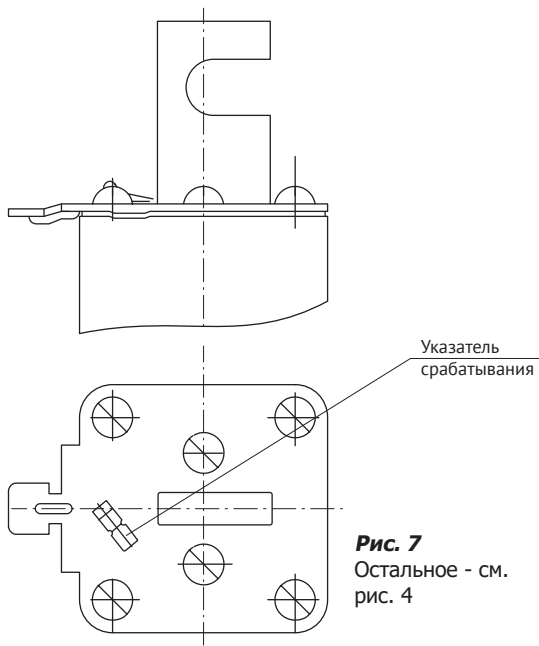 Указатель
срабатывания
Рис. 7
Остальное - см.
рис. 4